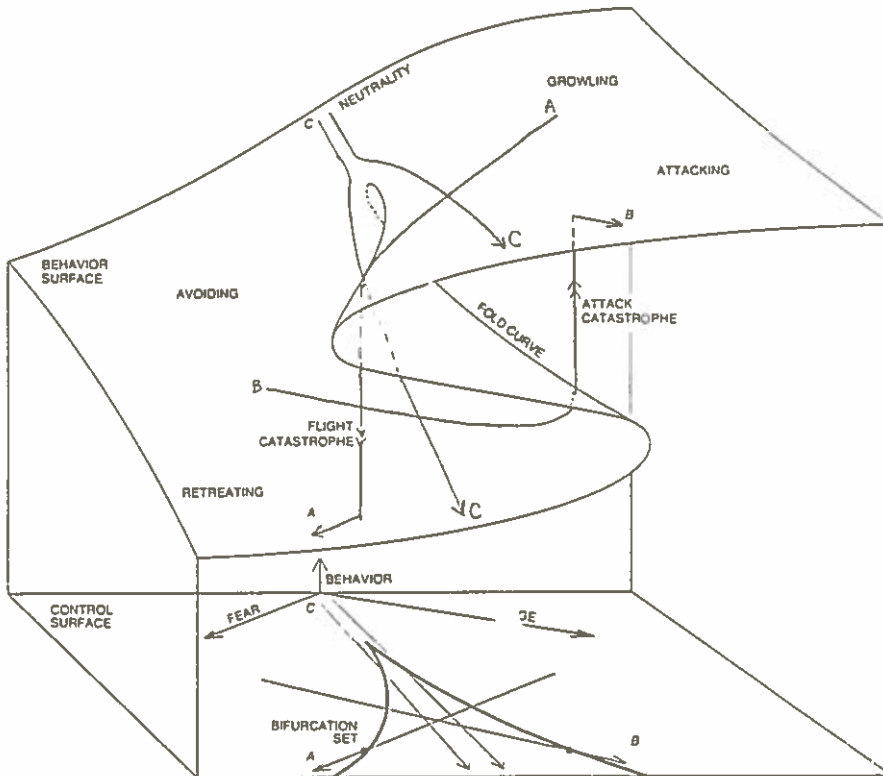 NEUTRALITY
C
GROWLING
A
ATTACKING
B
C
BEHAVIOR
SURFACE
AVOIDING
ATTACK
CATASTROPHE
FOLD CURVE
B
FLIGHT
CATASTROPHE
RETREATING
A
C
BEHAVIOR
CONTROL
SURFACE
FEAR
C
BIFURCATION
SET
A
B